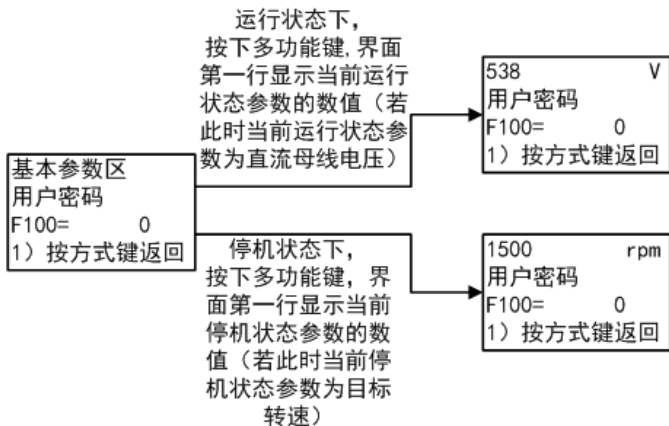 运行状态下，
按下多功能键,界面
第一行显示当前运行
状态参数的数值（若
此时当前运行状态参
数为直流母线电压）
538 V
用户密码
F100= 0
1）按方式键返回
基本参数区
用户密码
F100= 0
1）按方式键返回
停机状态下，
按下多功能键，界
面第一行显示当前
停机状态参数的数
值（若此时当前停
机状态参数为目标
转速）
1500 rpm
用户密码
F100= 0
1）按方式键返回